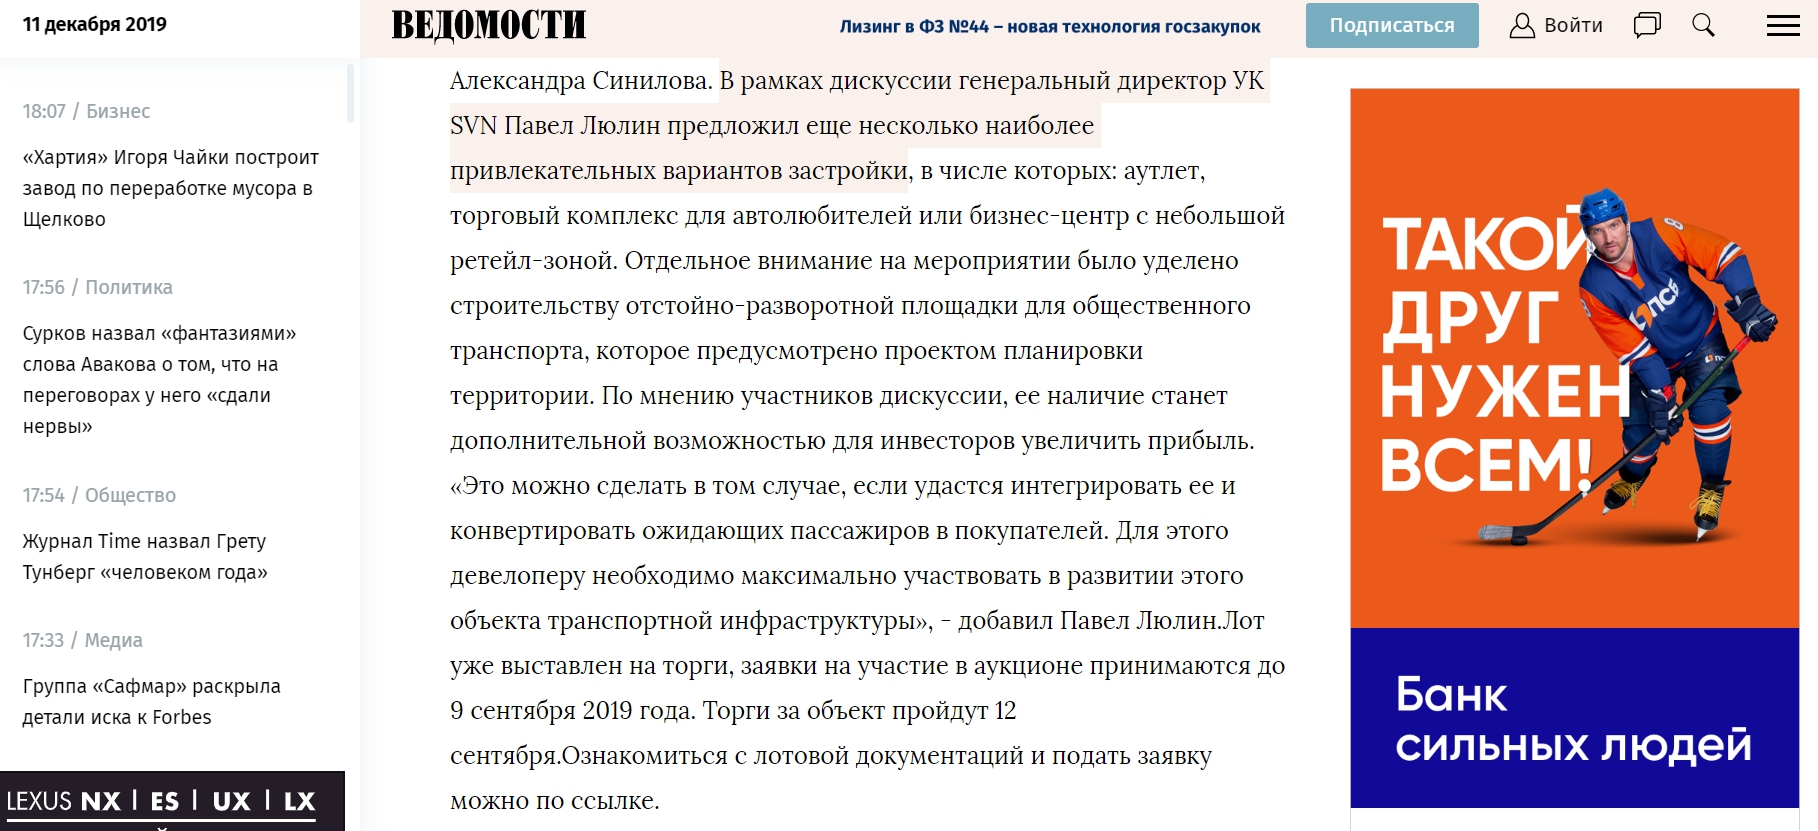 11 декабря 2019
18:07 / Бизнес
«Хартия» Игоря Чайки построит
завод по переработке мусора в
Щелково
17:56 / Политика
Сурков назвал «фантазиями»
слова Авакова о том, что на
переговорах у него «сдали
нервы»
17:54 / Общество
Журнал Time назвал Грету
Тунберг «человеком года»
17:33 / Медиа
Группа «Сафмар» раскрыла
детали иска к Forbes
LEXUS NX | ES | UX | LX
ВЕДОМОСТИ
Лизинг в ФЗ №44 – новая технология госзакупок
Подписаться
Войти
Александра Синилова. В рамках дискуссии генеральный директор УК
SVN Павел Люлин предложил еще несколько наиболее
привлекательных вариантов застройки, в числе которых: аутлет,
торговый комплекс для автолюбителей или бизнес-центр с небольшой
ретейл-зоной. Отдельное внимание на мероприятии было уделено
строительству отстойно-разворотной площадки для общественного
транспорта, которое предусмотрено проектом планировки
территории. По мнению участников дискуссии, ее наличие станет
дополнительной возможностью для инвесторов увеличить прибыль.
«Это можно сделать в том случае, если удастся интегрировать ее и
конвертировать ожидающих пассажиров в покупателей. Для этого
девелоперу необходимо максимально участвовать в развитии этого
объекта транспортной инфраструктуры», - добавил Павел Люлин.Лот
уже выставлен на торги, заявки на участие в аукционе принимаются до
9 сентября 2019 года. Торги за объект пройдут 12
сентября.Ознакомиться с лотовой документацией и подать заявку
можно по ссылке.
ТАКОЙ
ДРУГ
НУЖЕН
ВСЕМ!
8
ПСБ
Банк
сильных людей